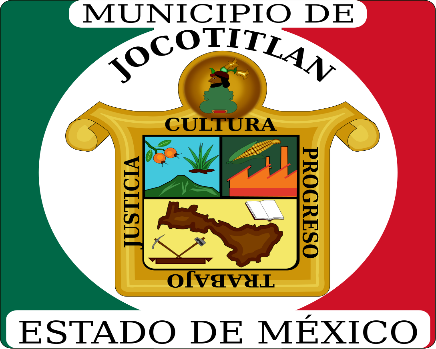 MUNICIPIO DE
JOCOTITLAN
CULTURA
JUSTICIA
PROGRESO
TRABAJO
ESTADO DE MÉXICO